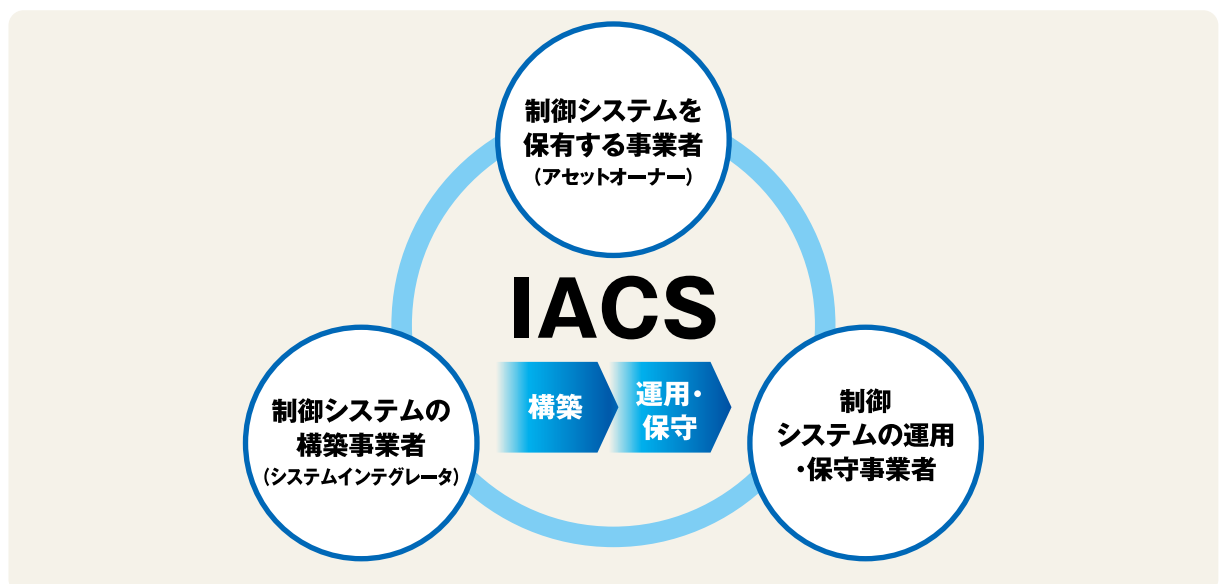 制御システムを
保有する事業者
（アセットオーナー）
IACS
構築
運用・
保守
制御システムの
構築事業者
（システムインテグレータ）
制御
システムの運用
・保守事業者